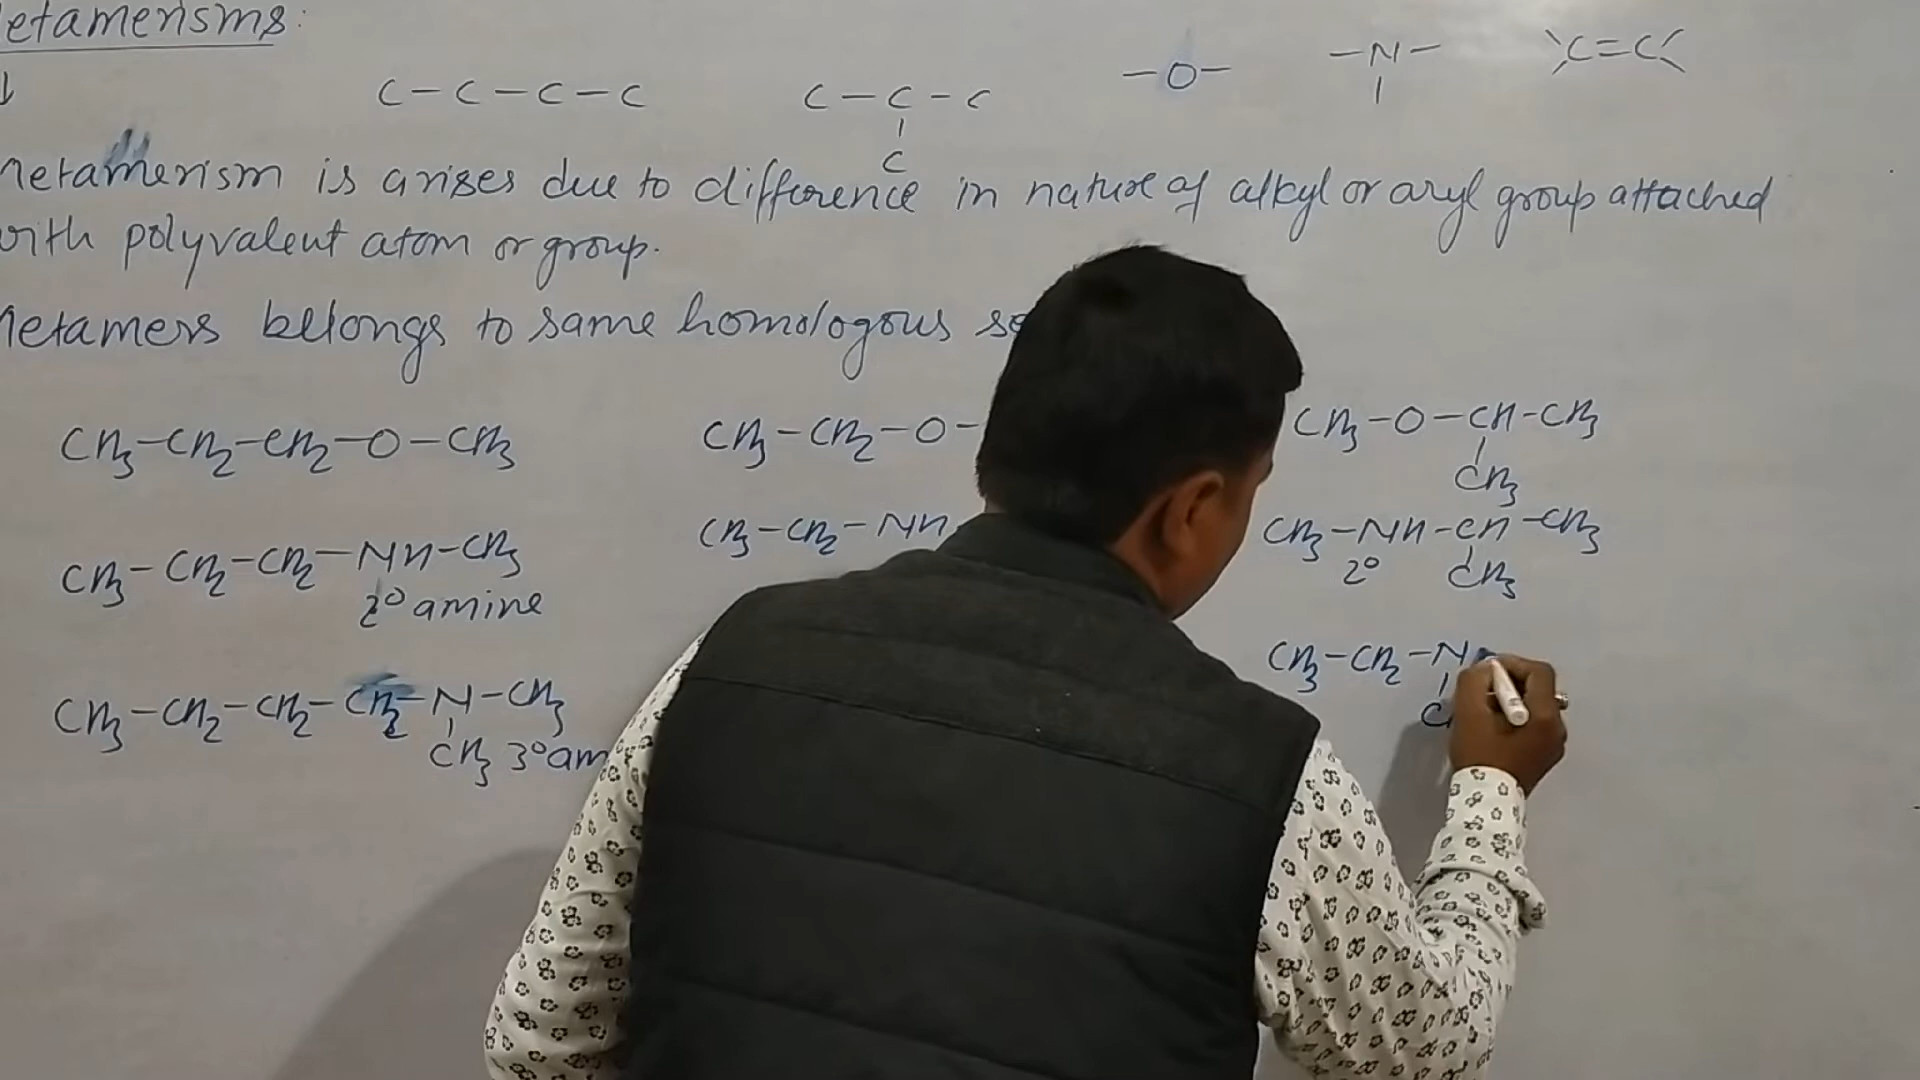 etamerisms:
C-C-C-C
C-C-C
C
-O-
-N-
C=C
metamerism is arises due to difference in nature of alkyl or aryl group attached
with polyvalent atom or group.
metamers belongs to same homologous se
CH3-CH2-CH2-O-CH3
CH3-CH2-O-
CH3-O-CH-CH3
CH3
CH3-CH2-CH2-NH-CH3
2° amine
CH3-CH2-NH
CH3-NH-CH-CH3
2° CH3
CH3-CH2-CH2-CH2-N-CH3
CH3 3° am
CH3-CH2-N
C